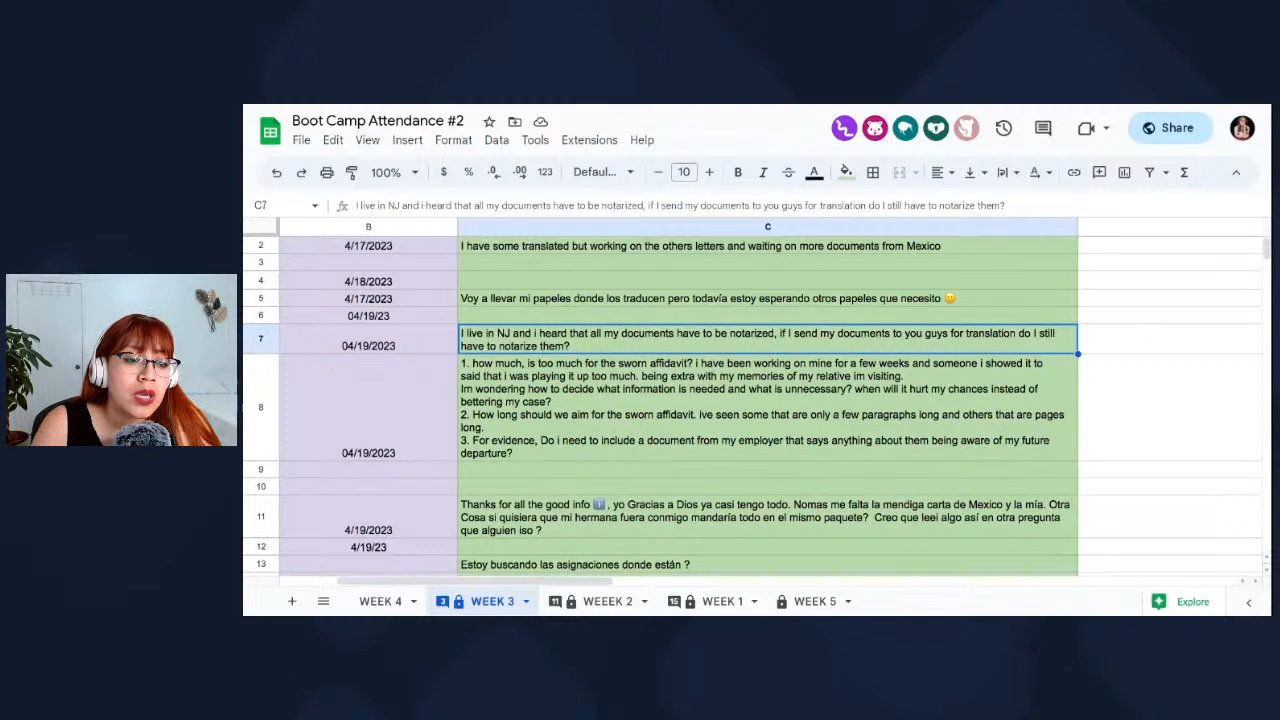 Boot Camp Attendance #2
File Edit View Insert Format Data Tools Extensions Help
Share
100% $ % .0 .00 123 Defaul... 10 B I S A
C7 fx I live in NJ and i heard that all my documents have to be notarized, if I send my documents to you guys for translation do I still have to notarize them?
B C
2 4/17/2023 I have some translated but working on the others letters and waiting on more documents from Mexico
3
4 4/18/2023
5 4/17/2023 Voy a llevar mi papeles donde los traducen pero todavía estoy esperando otros papeles que necesito
6 04/19/23
I live in NJ and i heard that all my documents have to be notarized, if I send my documents to you guys for translation do I still
7 04/19/2023 have to notarize them?
1. how much, is too much for the sworn affidavit? i have been working on mine for a few weeks and someone i showed it to
said that i was playing it up too much. being extra with my memories of my relative im visiting.
Im wondering how to decide what information is needed and what is unnecessary? when will it hurt my chances instead of
bettering my case?
8
2. How long should we aim for the sworn affidavit. ive seen some that are only a few paragraphs long and others that are pages
long.
3. For evidence, Do i need to include a document from my employer that says anything about them being aware of my future
04/19/2023 departure?
9
10
Thanks for all the good info , yo Gracias a Dios ya casi tengo todo. Nomas me falta la mendiga carta de Mexico y la mía. Otra
11 Cosa si quisiera que mi hermana fuera conmigo mandaría todo en el mismo paquete? Creo que leei algo así en otra pregunta
4/19/23 que alguien iso ?
12 4/19/23
13 Estoy buscando las asignaciones donde están ?
WEEK 4 3 WEEK 3 11 WEEEK 2 15 WEEK 1 WEEK 5 Explore